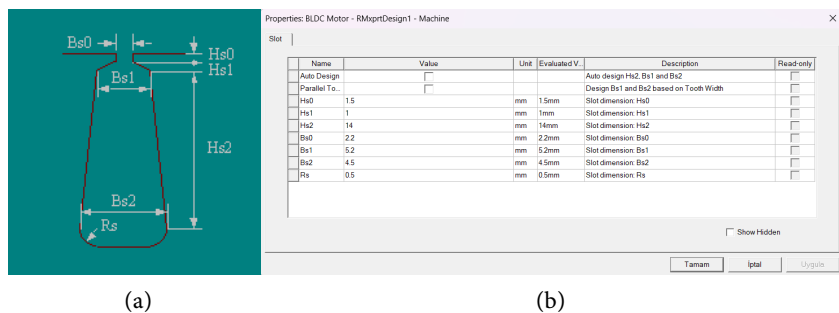 Bs0
Hs0
Hs1
Bs1
Hs2
Bs2
Rs
(a)
Properties: BLDC Motor - RMxprtDesign1 - Machine
Slot
Name Value Unit Evaluated V... Description Read-only
Auto Design Auto design Hs2, Bs1 and Bs2
Parallel To... Design Bs1 and Bs2 based on Tooth Width
Hs0 1.5 mm 1.5mm Slot dimension: Hs0
Hs1 1 mm 1mm Slot dimension: Hs1
Hs2 14 mm 14mm Slot dimension: Hs2
Bs0 2.2 mm 2.2mm Slot dimension: Bs0
Bs1 5.2 mm 5.2mm Slot dimension: Bs1
Bs2 4.5 mm 4.5mm Slot dimension: Bs2
Rs 0.5 mm 0.5mm Slot dimension: Rs
Show Hidden
Tamam İptal Uygula
(b)